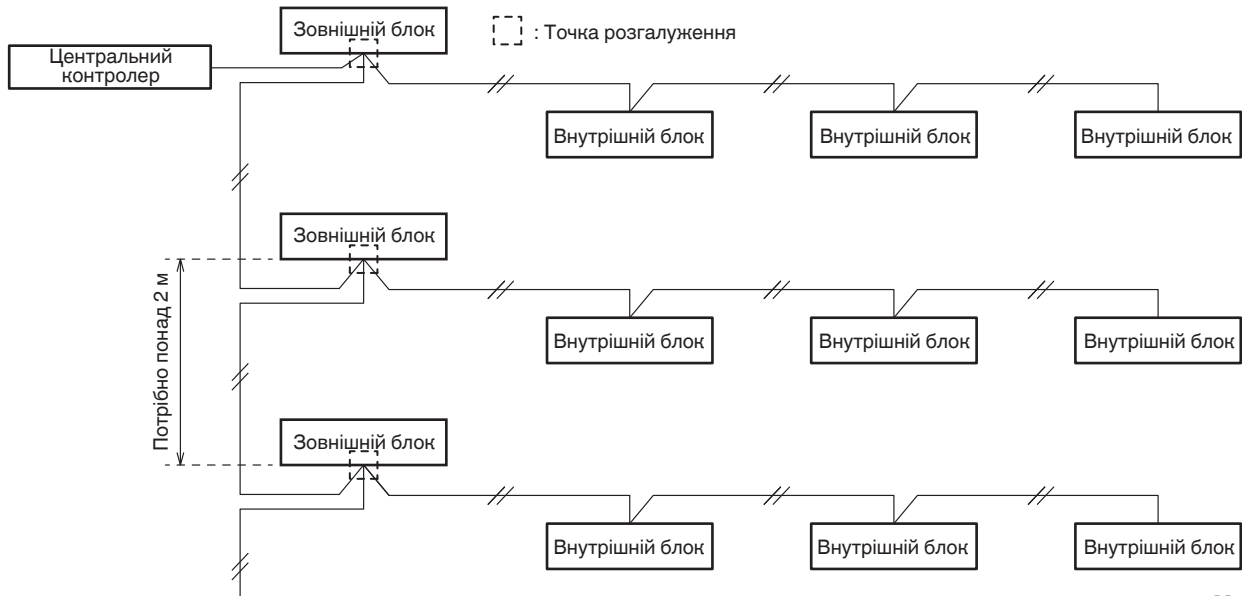 Зовнішній блок
: Точка розгалуження
Центральний
контролер
Внутрішній блок
Внутрішній блок
Внутрішній блок
Зовнішній блок
Потрібно понад 2 м
Внутрішній блок
Внутрішній блок
Внутрішній блок
Зовнішній блок
Внутрішній блок
Внутрішній блок
Внутрішній блок